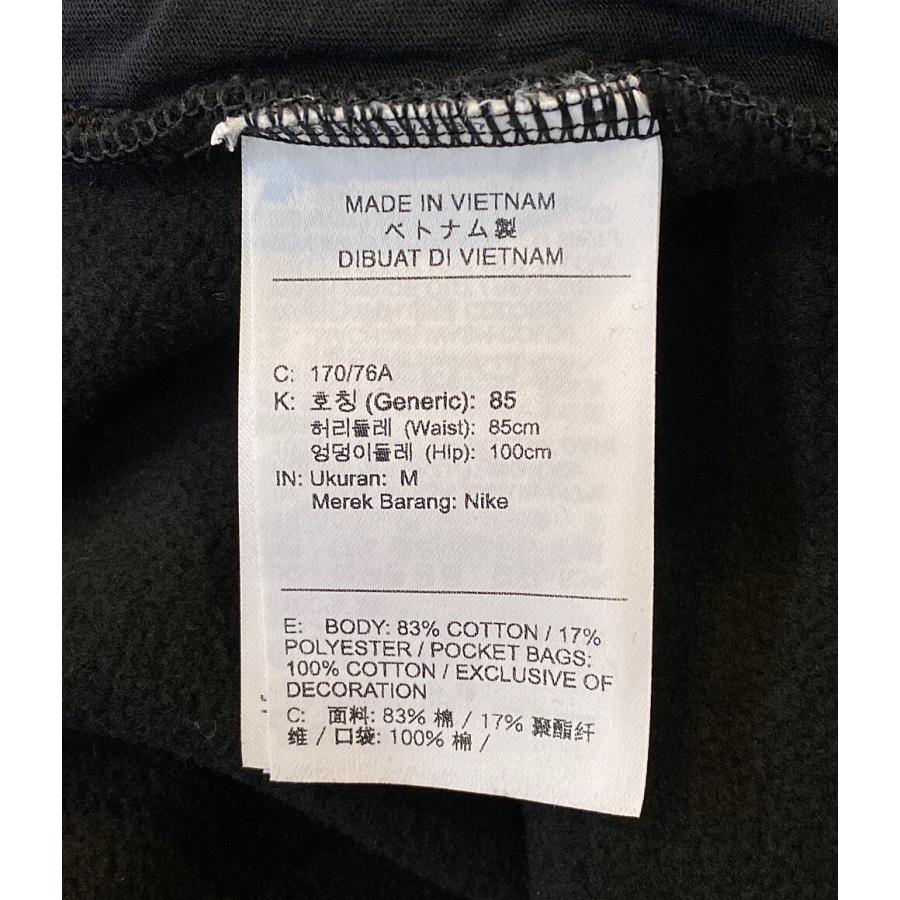 MADE IN VIETNAM
ベトナム製
DIBUAT DI VIETNAM
C: 170/76A
K: 호칭 (Generic): 85
허리둘레 (Waist): 85cm
엉덩이둘레 (Hip): 100cm
IN: Ukuran: M
Merek Barang: Nike
E: BODY: 83% COTTON / 17%
POLYESTER / POCKET BAGS:
100% COTTON / EXCLUSIVE OF
DECORATION
C: 面料: 83% 棉 / 17% 聚酯纤
维 / 口袋: 100% 棉 /